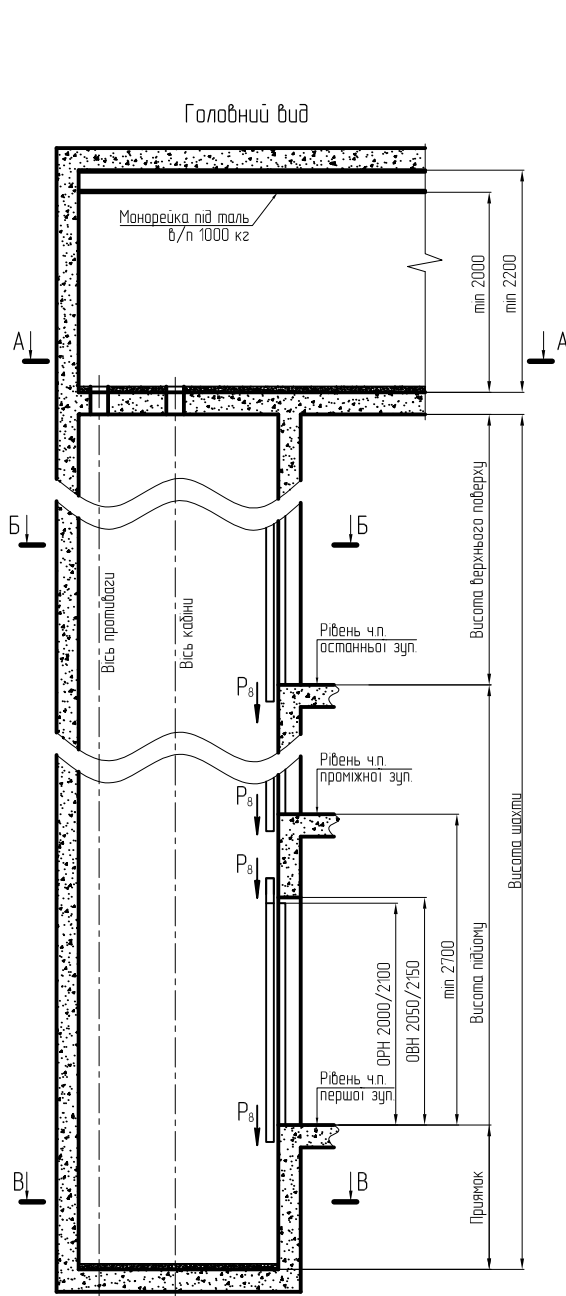 Головний вид
Монорейка під таль
в/п 1000 кг
min 2000
min 2200
А
А
Б
Б
Вісь противаги
Вісь кабіни
Висота верхнього поверху
Рівень ч.п.
останньої зуп.
P8
Рівень ч.п.
проміжної зуп.
P8
P8
Висота шахти
Висота підйому
min 2700
ОВН 2050/2150
ОРН 2000/2100
Рівень ч.п.
першої зуп.
P8
В
В
Приямок